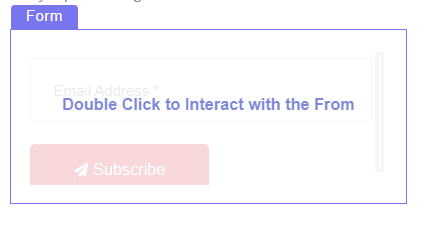 Form
Email Address *
Double Click to Interact with the From
Subscribe